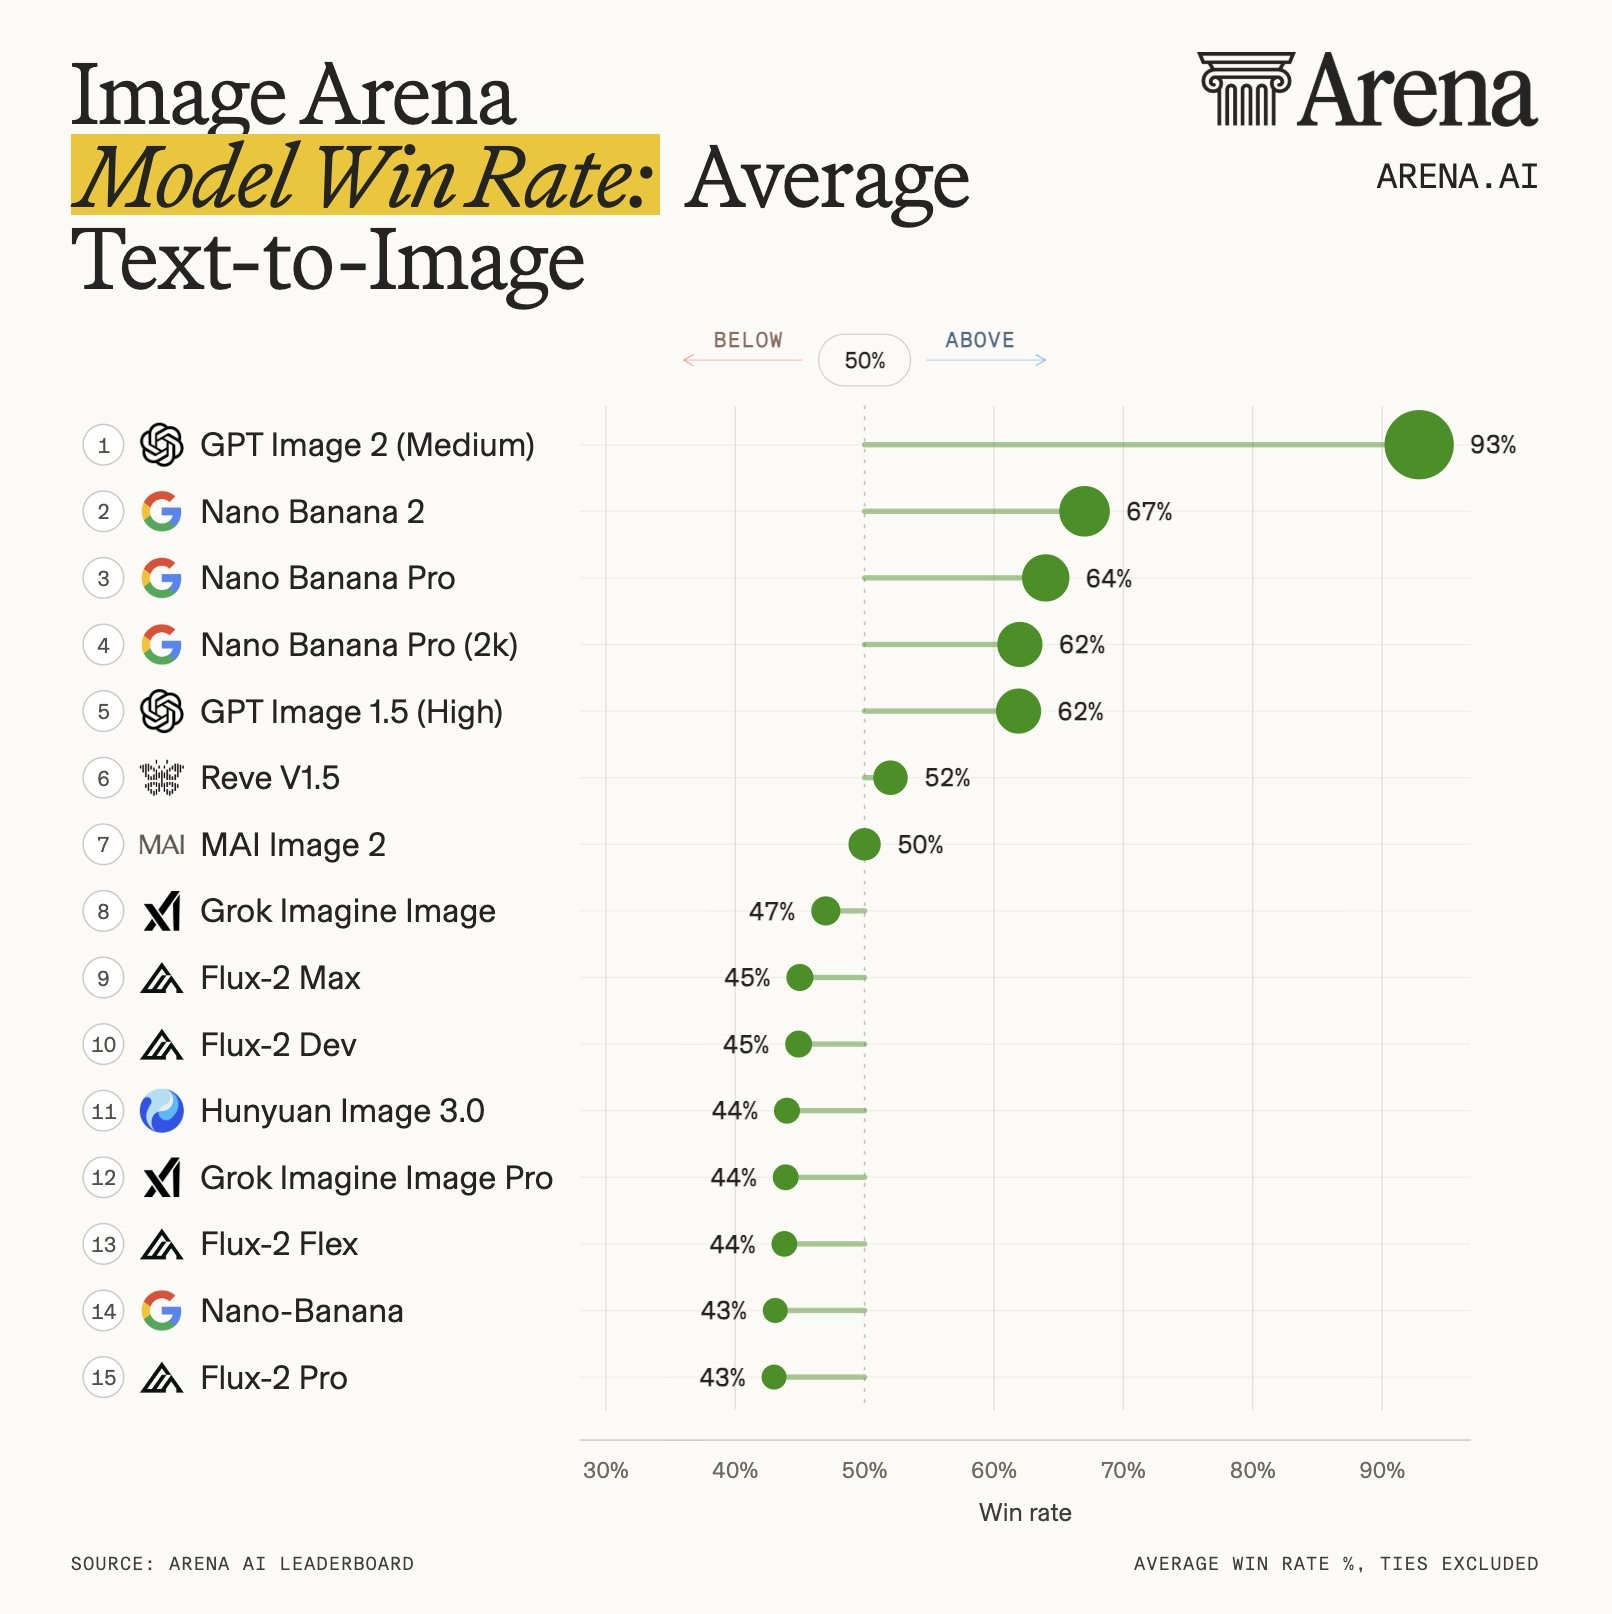 Image Arena
Model Win Rate: Average
Text-to-Image
Arena
ARENA.AI
BELOW 50% ABOVE
1 GPT Image 2 (Medium) 93%
2 Nano Banana 2 67%
3 Nano Banana Pro 64%
4 Nano Banana Pro (2k) 62%
5 GPT Image 1.5 (High) 62%
6 Reve V1.5 52%
7 MAI MAI Image 2 50%
8 Grok Imagine Image 47%
9 Flux-2 Max 45%
10 Flux-2 Dev 45%
11 Hunyuan Image 3.0 44%
12 Grok Imagine Image Pro 44%
13 Flux-2 Flex 44%
14 Nano-Banana 43%
15 Flux-2 Pro 43%
30% 40% 50% 60% 70% 80% 90%
Win rate
SOURCE: ARENA AI LEADERBOARD
AVERAGE WIN RATE %, TIES EXCLUDED